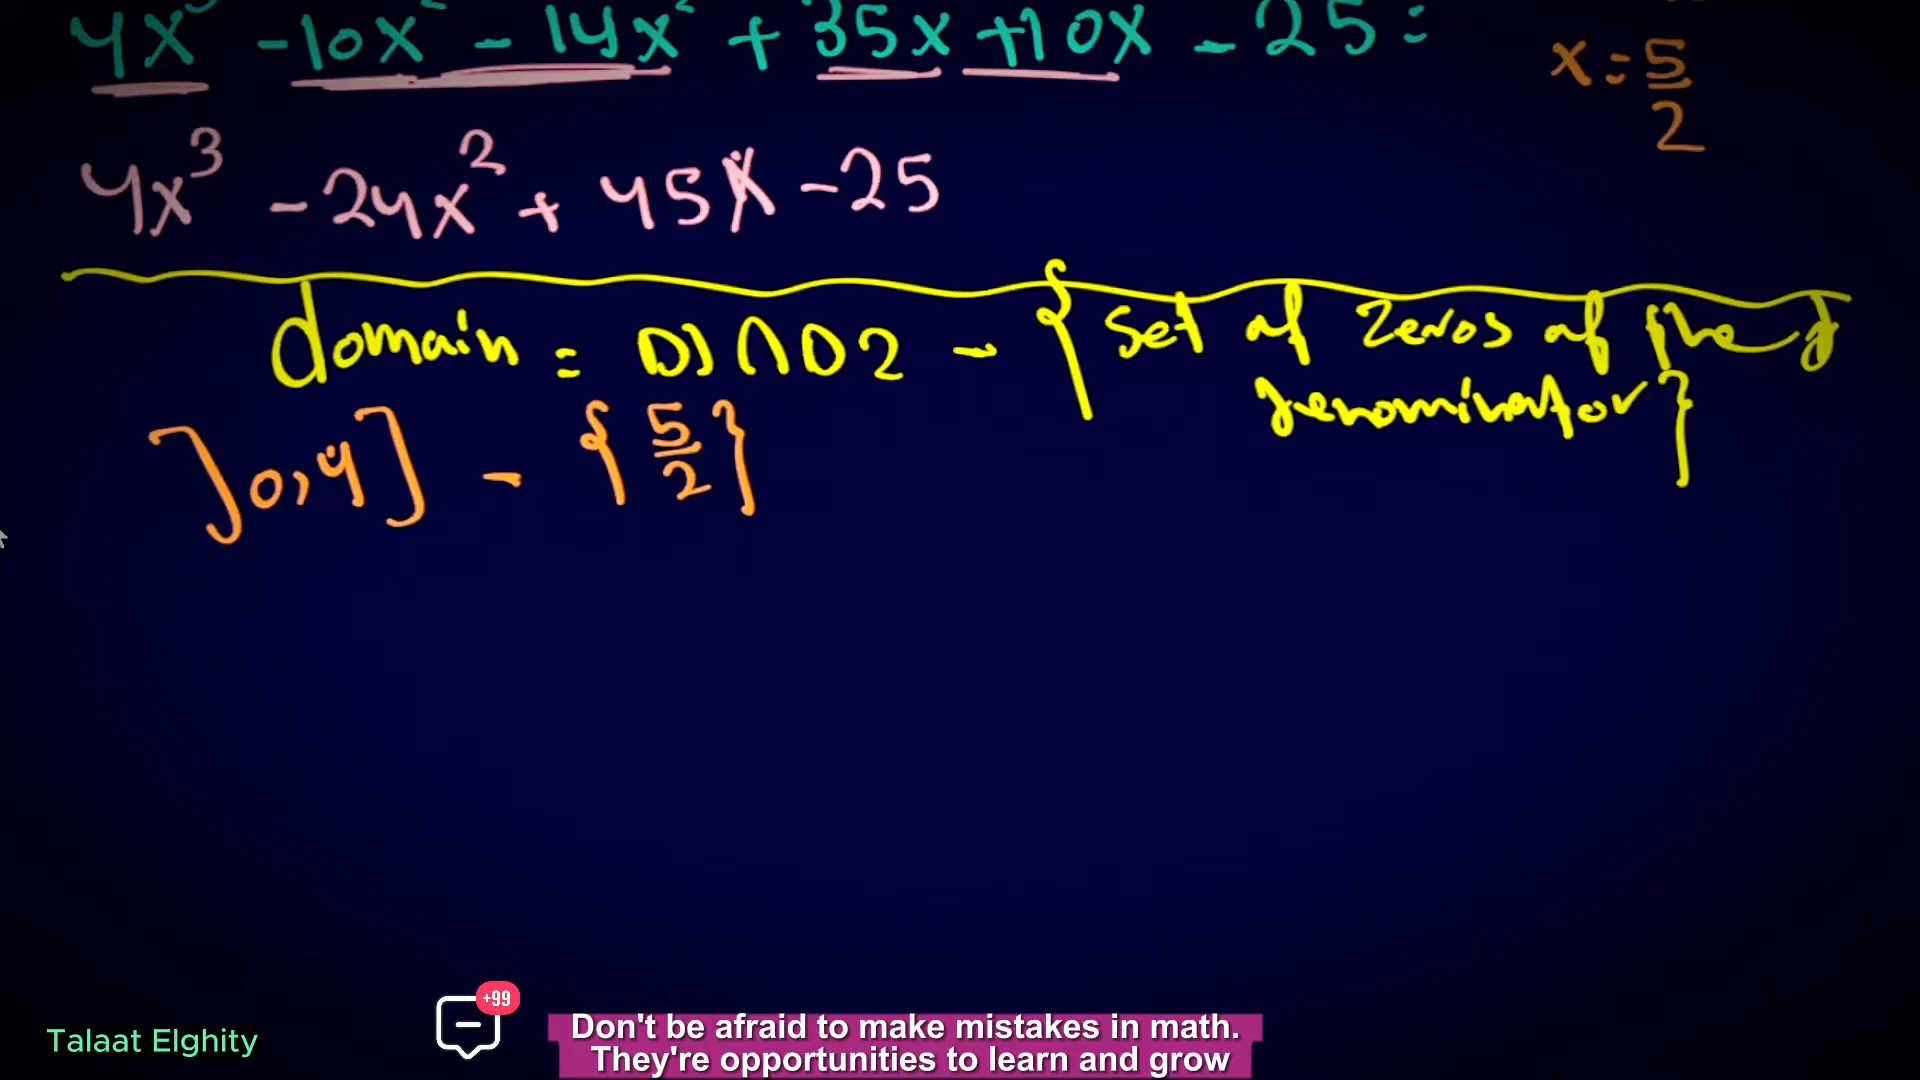 4x³ -10x² - 14x² + 35x +10x - 25 =
x = 5/2
4x³ - 24x² + 45x - 25
domain = D1 ∩ D2 - { Set of Zeros of the
denominator }
]0,4] - { 5/2 }
+99
Talaat Elghity
Don't be afraid to make mistakes in math.
They're opportunities to learn and grow